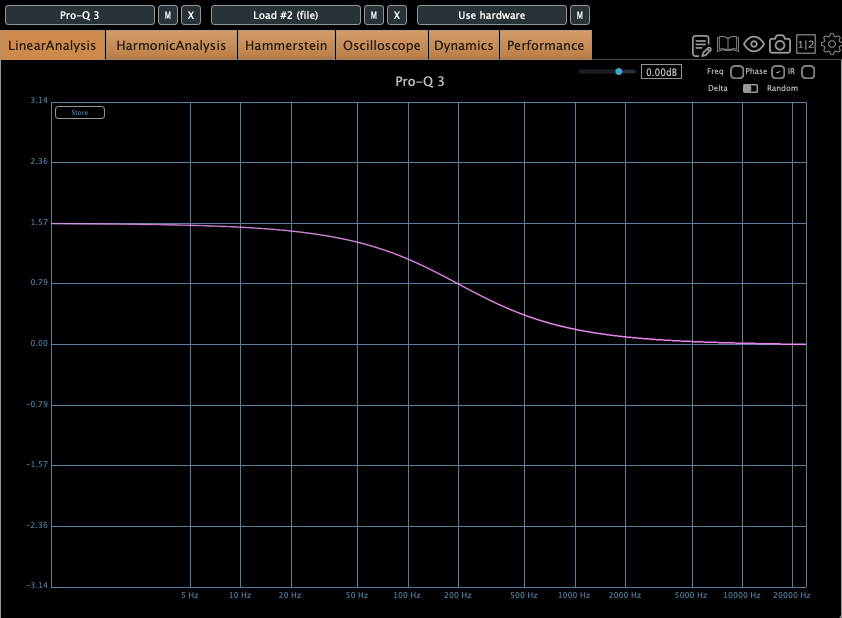 Pro-Q 3 M X Load #2 (file) M X Use hardware M
LinearAnalysis HarmonicAnalysis Hammerstein Oscilloscope Dynamics Performance 1|2
0.00dB Freq Phase IR
Pro-Q 3
Delta Random
3.14
Store
2.36
1.57
0.79
0.00
-0.79
-1.57
-2.36
-3.14
5 Hz 10 Hz 20 Hz 50 Hz 100 Hz 200 Hz 500 Hz 1000 Hz 2000 Hz 5000 Hz 10000 Hz 20000 Hz